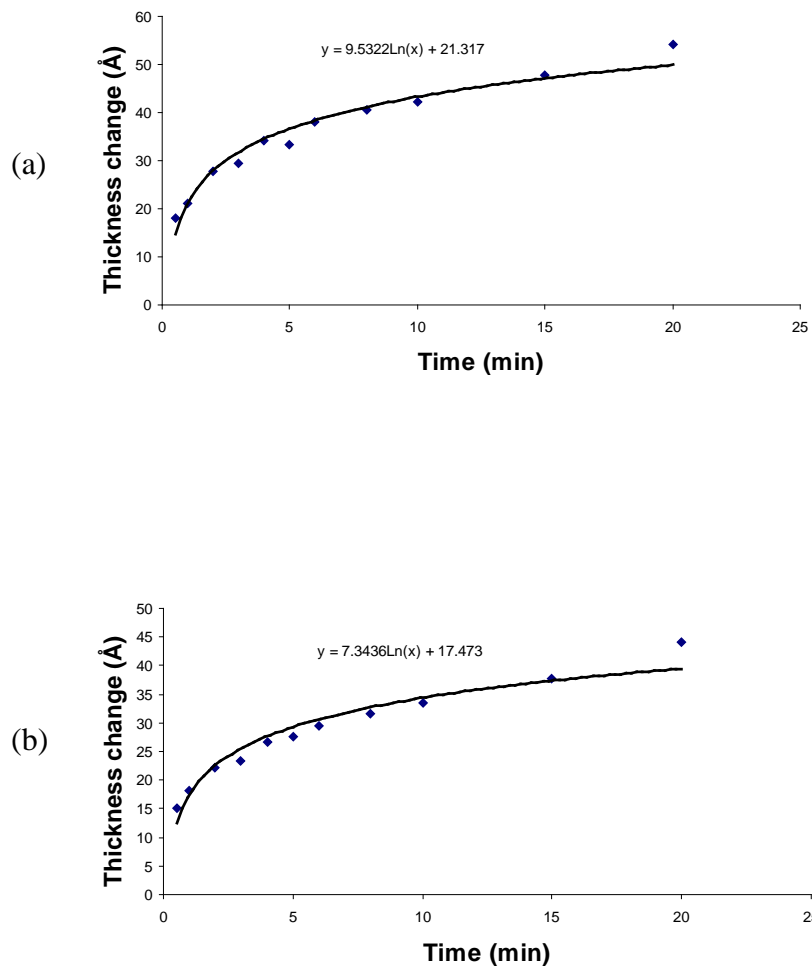 (a)
Thickness change (Å)
60
50
40
30
20
10
0
y = 9.5322Ln(x) + 21.317
0 5 10 15 20 25
Time (min)
(b)
Thickness change (Å)
50
45
40
35
30
25
20
15
10
5
0
y = 7.3436Ln(x) + 17.473
0 5 10 15 20
Time (min)